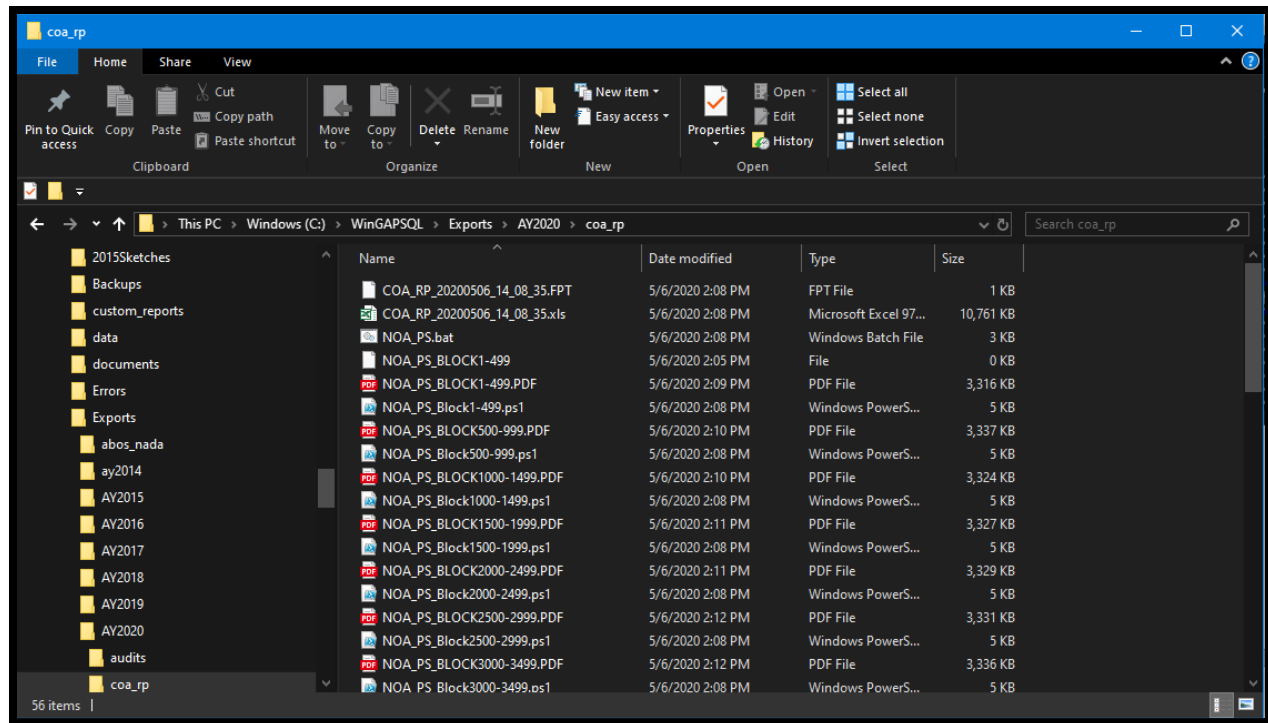 coa_rp
File Home Share View
Pin to Quick access
Copy
Paste
Cut
Copy path
Paste shortcut
Clipboard
Move to
Copy to
Delete
Rename
Organize
New folder
New item
Easy access
New
Properties
Open
Edit
History
Open
Select all
Select none
Invert selection
Select
This PC > Windows (C:) > WinGAPSQL > Exports > AY2020 > coa_rp
Search coa_rp
2015Sketches
Backups
custom_reports
data
documents
Errors
Exports
abos_nada
ay2014
AY2015
AY2016
AY2017
AY2018
AY2019
AY2020
audits
coa_rp
Name Date modified Type Size
COA_RP_20200506_14_08_35.FPT 5/6/2020 2:08 PM FPT File 1 KB
COA_RP_20200506_14_08_35.xls 5/6/2020 2:08 PM Microsoft Excel 97... 10,761 KB
NOA_PS.bat 5/6/2020 2:08 PM Windows Batch File 3 KB
NOA_PS_BLOCK1-499 5/6/2020 2:05 PM File 0 KB
PDF NOA_PS_BLOCK1-499.PDF 5/6/2020 2:09 PM PDF File 3,316 KB
NOA_PS_Block1-499.ps1 5/6/2020 2:08 PM Windows PowerS... 5 KB
PDF NOA_PS_BLOCK500-999.PDF 5/6/2020 2:10 PM PDF File 3,337 KB
NOA_PS_Block500-999.ps1 5/6/2020 2:08 PM Windows PowerS... 5 KB
PDF NOA_PS_BLOCK1000-1499.PDF 5/6/2020 2:10 PM PDF File 3,324 KB
NOA_PS_Block1000-1499.ps1 5/6/2020 2:08 PM Windows PowerS... 5 KB
PDF NOA_PS_BLOCK1500-1999.PDF 5/6/2020 2:11 PM PDF File 3,327 KB
NOA_PS_Block1500-1999.ps1 5/6/2020 2:08 PM Windows PowerS... 5 KB
PDF NOA_PS_BLOCK2000-2499.PDF 5/6/2020 2:11 PM PDF File 3,329 KB
NOA_PS_Block2000-2499.ps1 5/6/2020 2:08 PM Windows PowerS... 5 KB
PDF NOA_PS_BLOCK2500-2999.PDF 5/6/2020 2:12 PM PDF File 3,331 KB
NOA_PS_Block2500-2999.ps1 5/6/2020 2:08 PM Windows PowerS... 5 KB
PDF NOA_PS_BLOCK3000-3499.PDF 5/6/2020 2:12 PM PDF File 3,336 KB
NOA_PS_Block3000-3499.ps1 5/6/2020 2:08 PM Windows PowerS... 5 KB
56 items